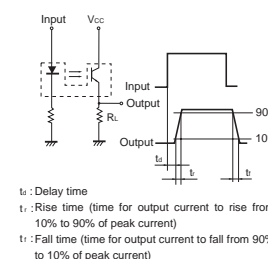 Input Vcc
Output
RL
Input
Output
90
10
td tr tf
td : Delay time
tr : Rise time (time for output current to rise from
10% to 90% of peak current)
tf : Fall time (time for output current to fall from 90%
to 10% of peak current)